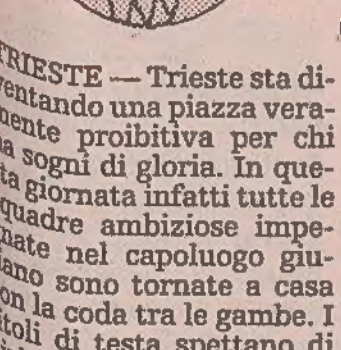 TRIESTE — Trieste sta di-
ventando una piazza vera-
mente proibitiva per chi
a sogni di gloria. In que-
ta giornata infatti tutte le
quadre ambiziose impe-
nate nel capoluogo giu-
iano sono tornate a casa
on la coda tra le gambe. I
itoli di testa spettano di